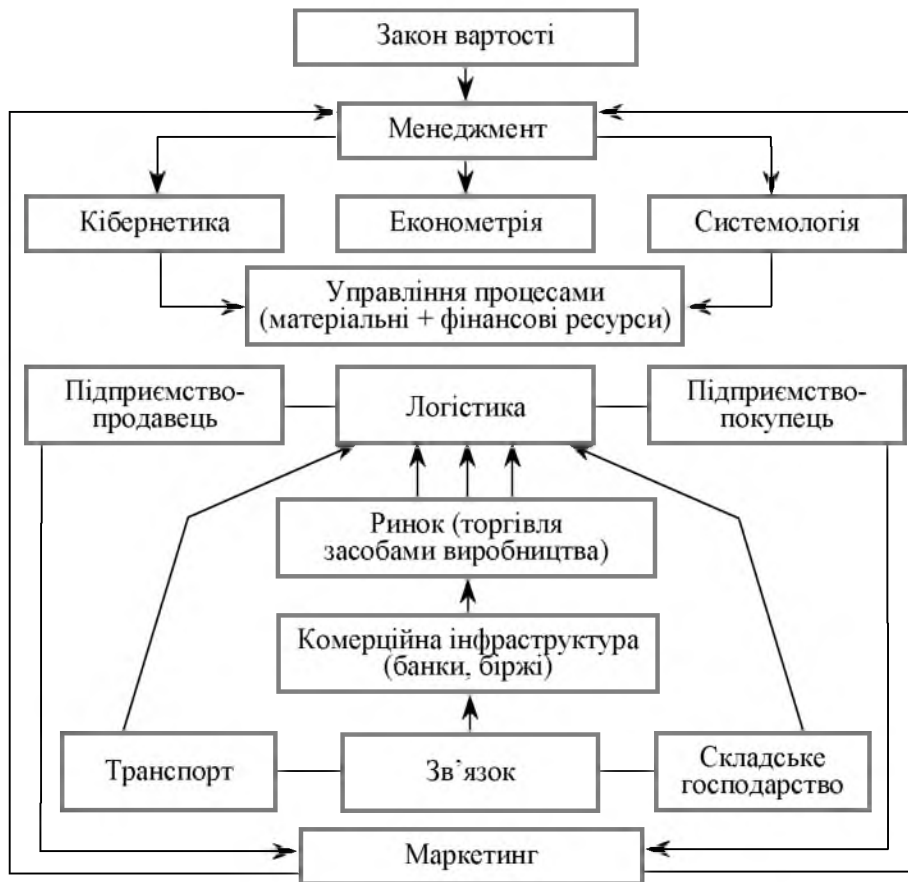 Закон вартості
Менеджмент
Кібернетика
Економетрія
Системологія
Управління процесами
(матеріальні + фінансові ресурси)
Підприємство-
продавець
Логістика
Підприємство-
покупець
Ринок (торгівля
засобами виробництва)
Комерційна інфраструктура
(банки, біржі)
Транспорт
Зв’язок
Складське
господарство
Маркетинг